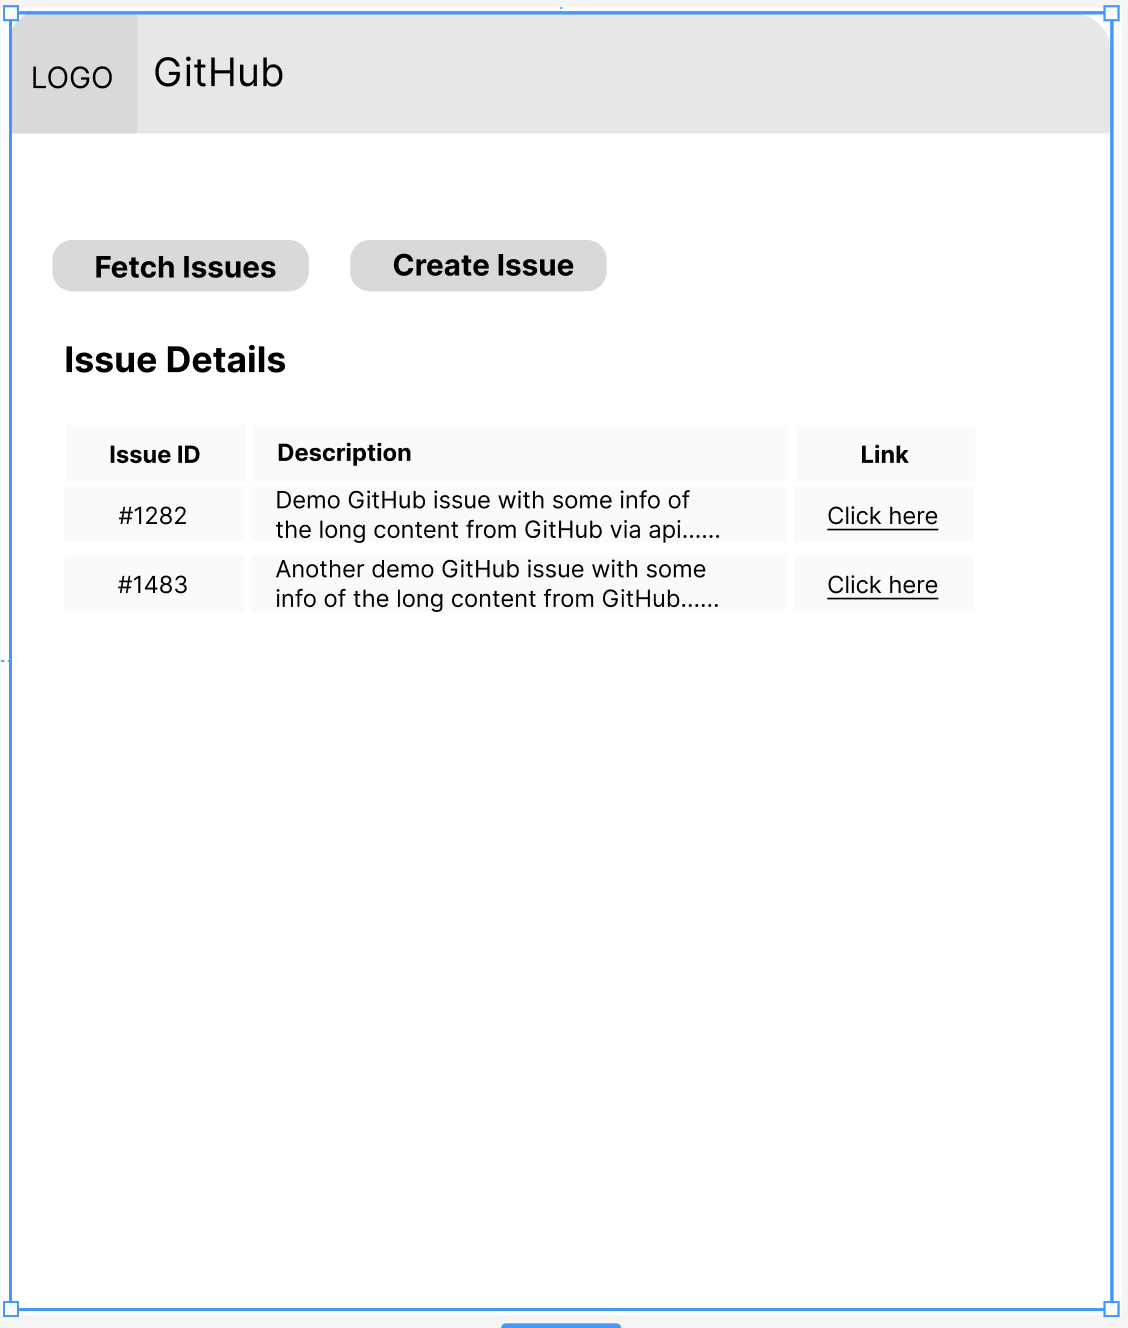 LOGO
GitHub
Fetch Issues
Create Issue
Issue Details
Issue ID
Description
Link
#1282
Demo GitHub issue with some info of
the long content from GitHub via api......
Click here
#1483
Another demo GitHub issue with some
info of the long content from GitHub......
Click here